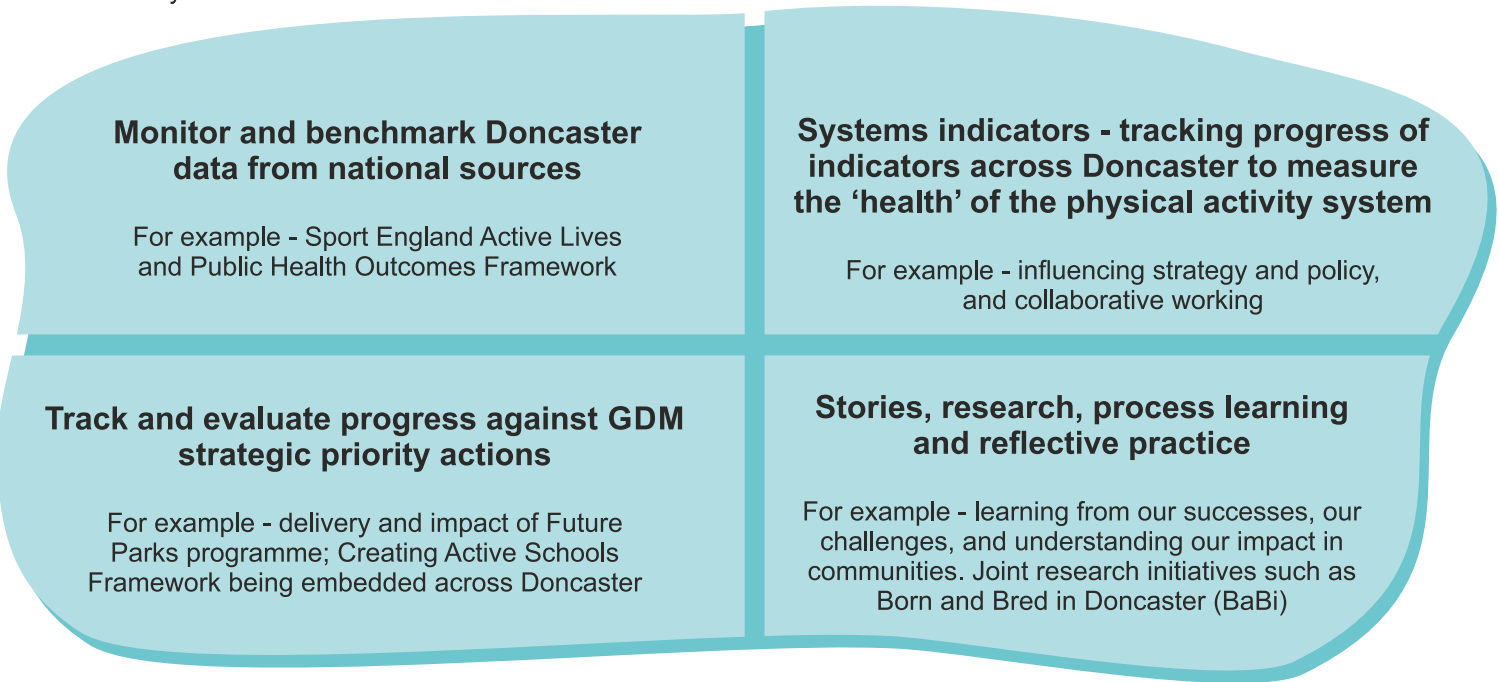 Monitor and benchmark Doncaster
data from national sources
For example - Sport England Active Lives
and Public Health Outcomes Framework
Systems indicators - tracking progress of
indicators across Doncaster to measure
the ‘health’ of the physical activity system
For example - influencing strategy and policy,
and collaborative working
Track and evaluate progress against GDM
strategic priority actions
For example - delivery and impact of Future
Parks programme; Creating Active Schools
Framework being embedded across Doncaster
Stories, research, process learning
and reflective practice
For example - learning from our successes, our
challenges, and understanding our impact in
communities. Joint research initiatives such as
Born and Bred in Doncaster (BaBi)